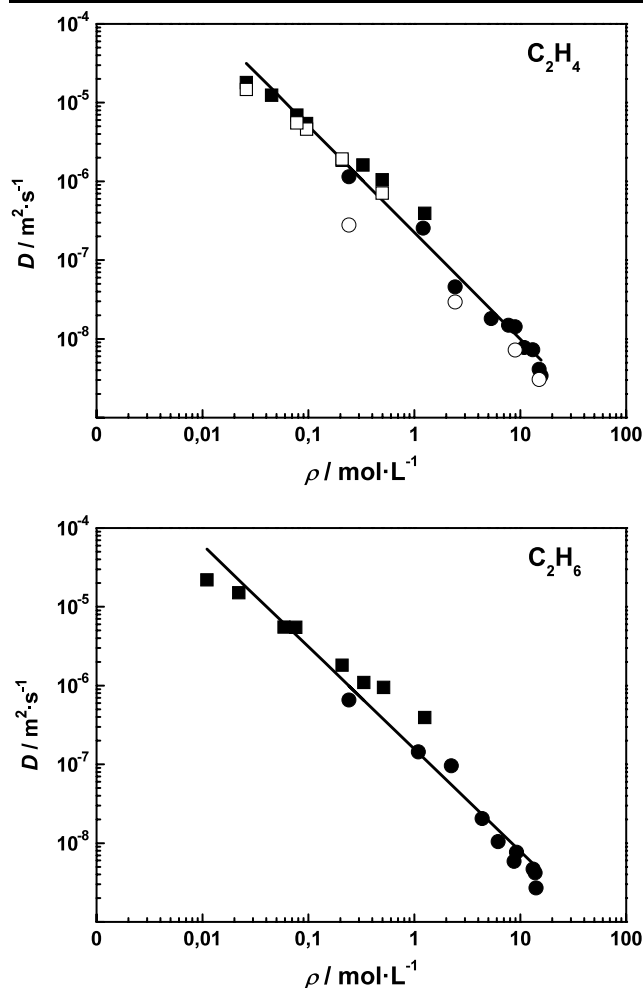 10⁻⁴
C₂H₄
10⁻⁵
10⁻⁶
10⁻⁷
10⁻⁸
D / m²·s⁻¹
0 0,01 0,1 1 10 100
ρ / mol·L⁻¹
10⁻⁴
C₂H₆
10⁻⁵
10⁻⁶
10⁻⁷
10⁻⁸
D / m²·s⁻¹
0 0,01 0,1 1 10 100
ρ / mol·L⁻¹